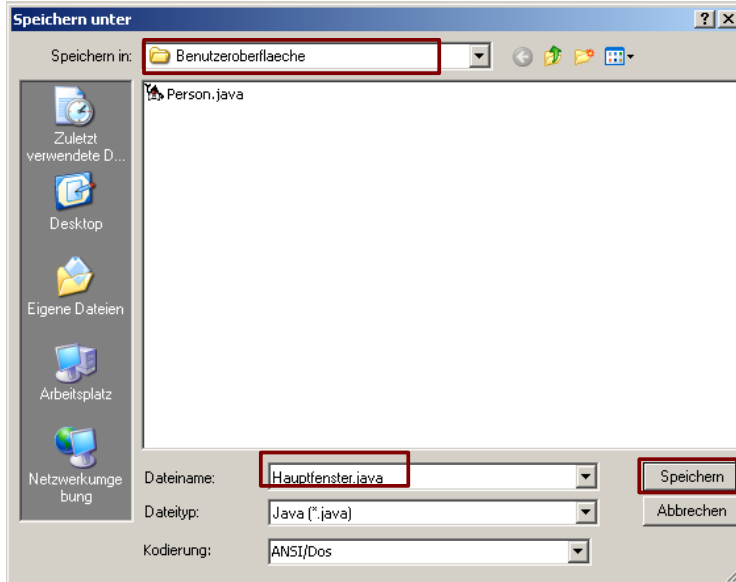 Speichern unter
Speichern in:
Benutzeroberflaeche
Person.java
Zuletzt
verwendete D...
Desktop
Eigene Dateien
Arbeitsplatz
Netzwerkumge
bung
Dateiname:
Hauptfenster.java
Speichern
Dateityp:
Java (*.java)
Abbrechen
Kodierung:
ANSI/Dos